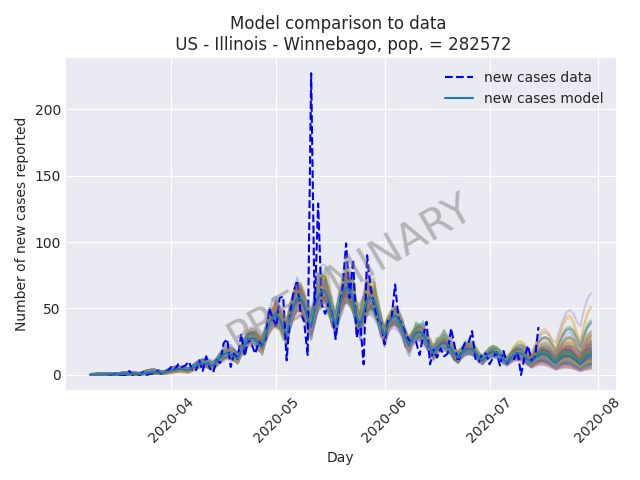 Model comparison to data
US - Illinois - Winnebago, pop. = 282572
new cases data
new cases model
PRELIMINARY
Number of new cases reported
200
150
100
50
0
2020-04
2020-05
2020-06
2020-07
2020-08
Day